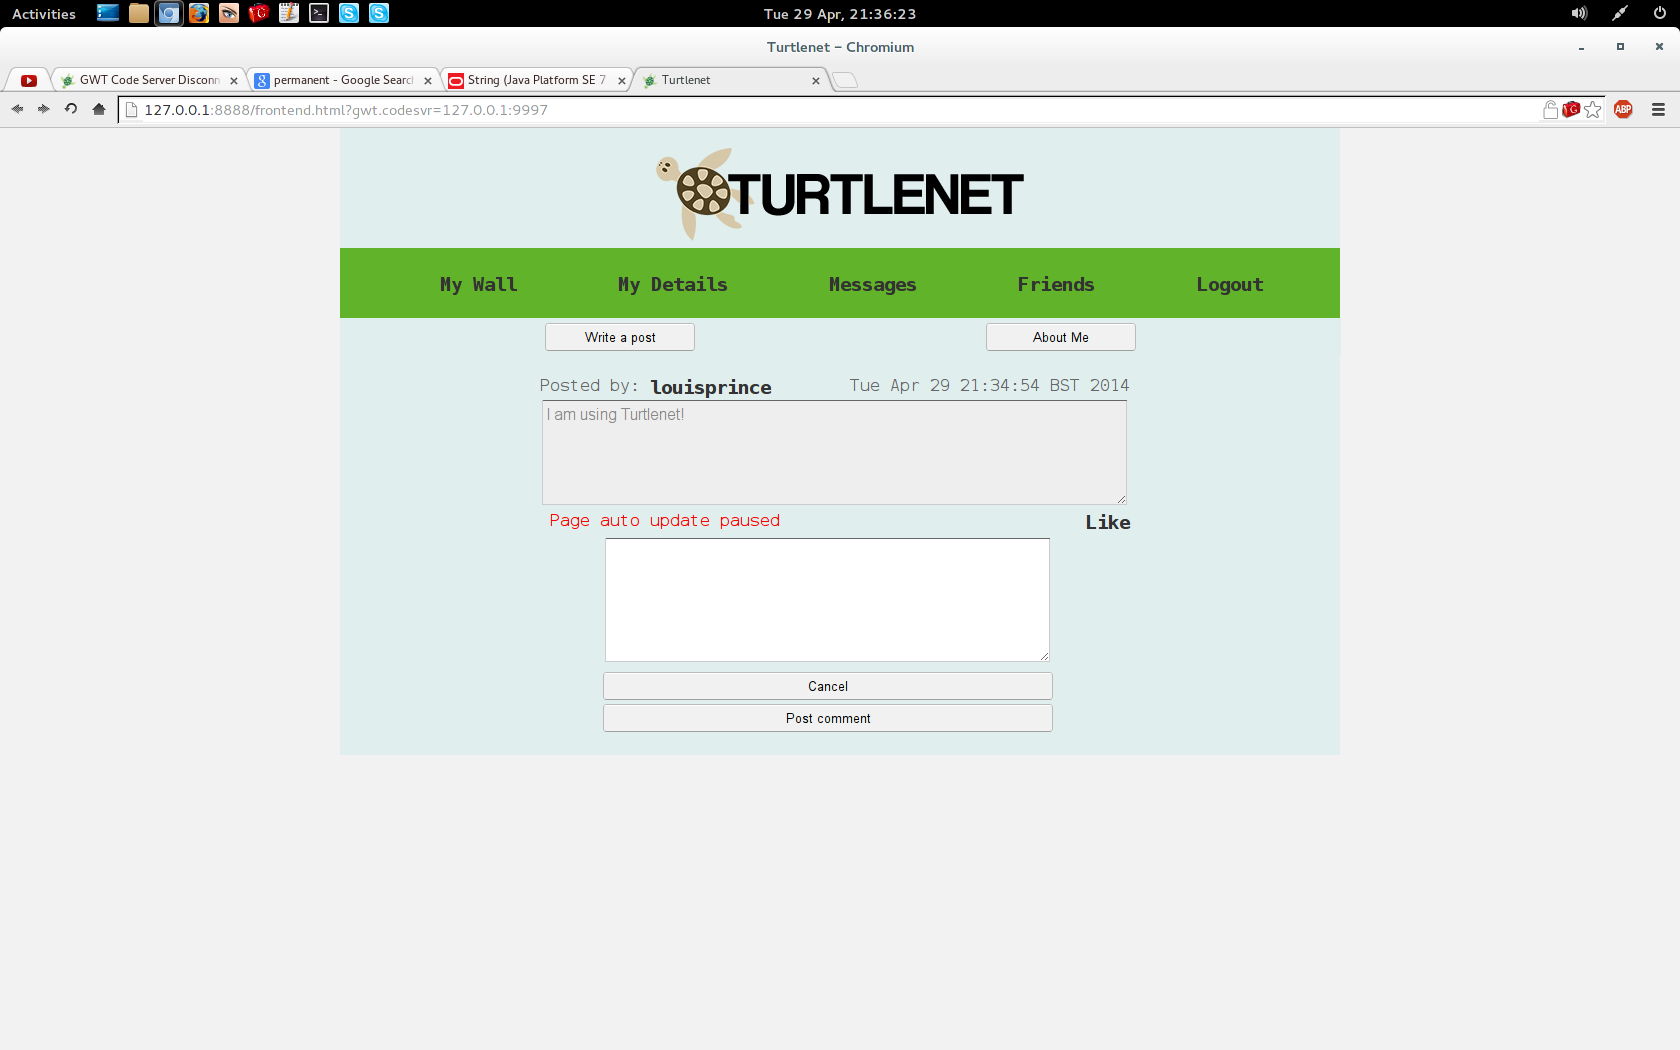 Activities
Tue 29 Apr, 21:36:23
Turtlenet - Chromium
GWT Code Server Disconn
permanent - Google Search
String (Java Platform SE 7
Turtlenet
127.0.0.1:8888/frontend.html?gwt.codesvr=127.0.0.1:9997
ABP
TURTLENET
My Wall My Details Messages Friends Logout
Write a post About Me
Posted by: louisprince Tue Apr 29 21:34:54 BST 2014
I am using Turtlenet!
Page auto update paused Like
Cancel
Post comment